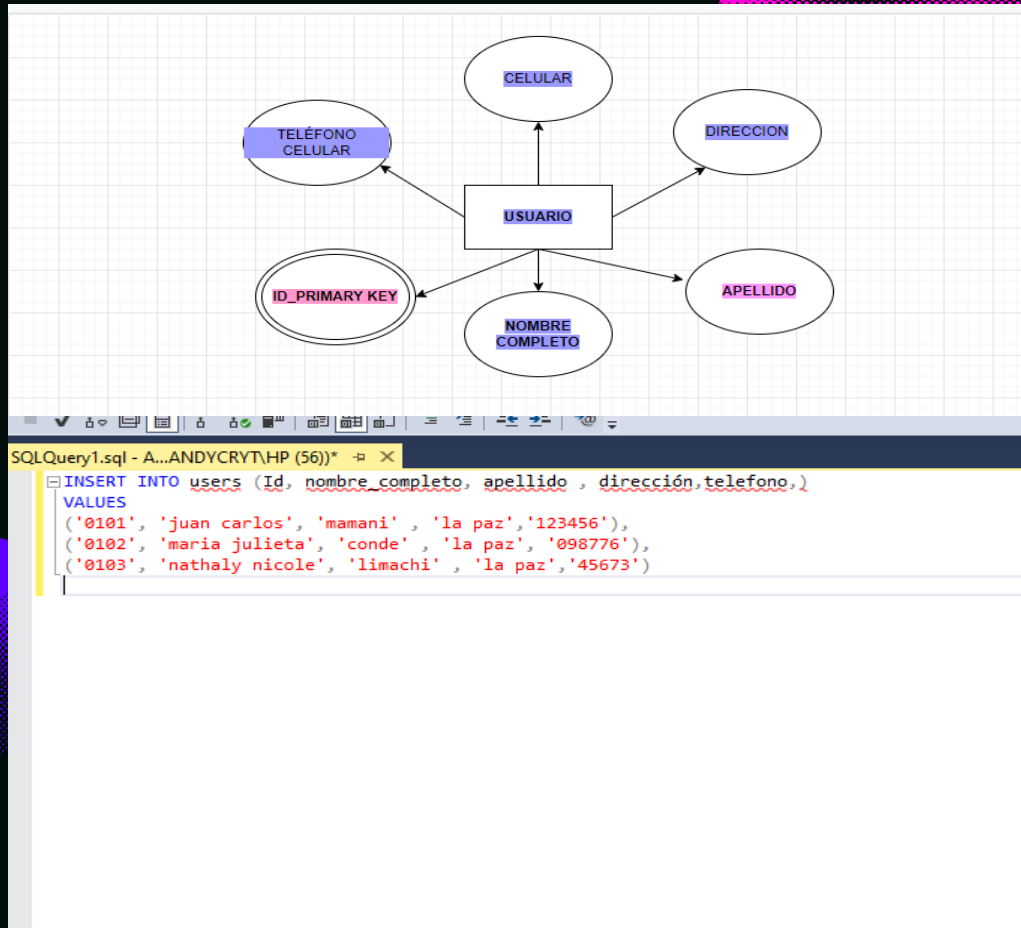 CELULAR
TELÉFONO
CELULAR
DIRECCION
USUARIO
ID_PRIMARY KEY
APELLIDO
NOMBRE
COMPLETO
SQLQuery1.sql - A...ANDYCRYT\HP (56))*
INSERT INTO users (Id, nombre_completo, apellido , dirección,telefono,)
VALUES
('0101', 'juan carlos', 'mamani' , 'la paz','123456'),
('0102', 'maria julieta', 'conde' , 'la paz', '098776'),
('0103', 'nathaly nicole', 'limachi' , 'la paz','45673')